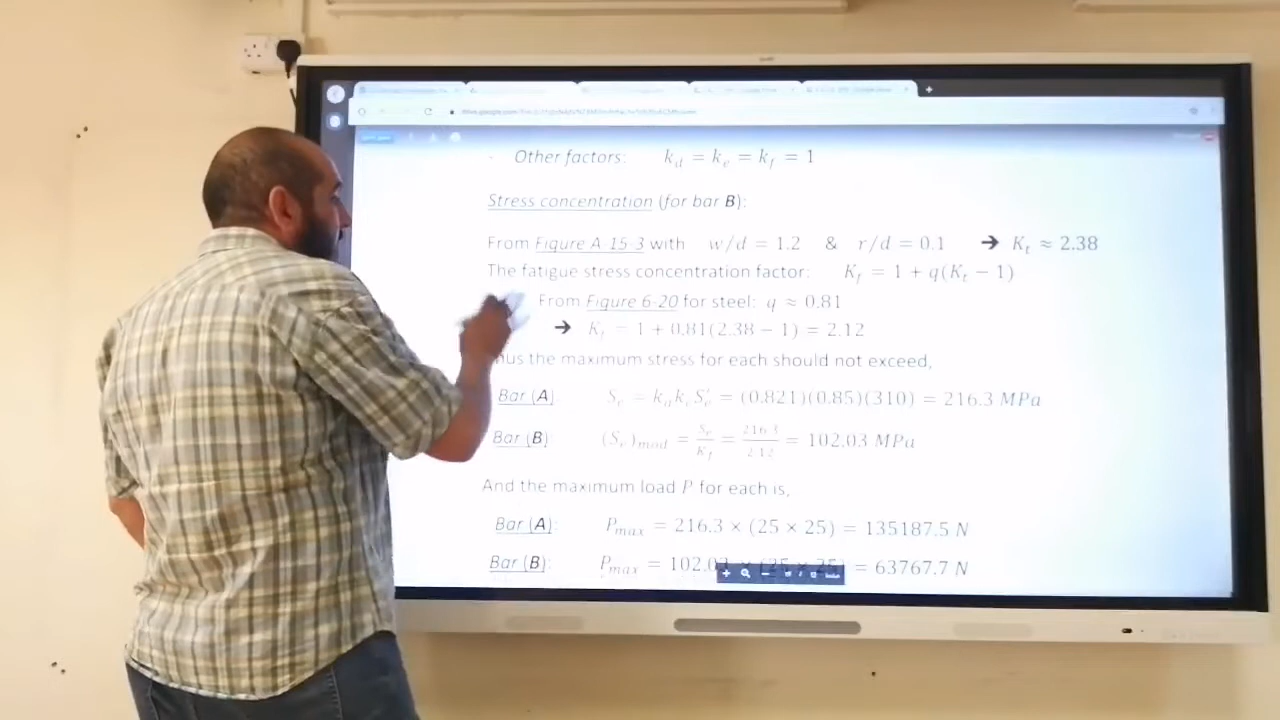 - Other factors: k_d = k_e = k_f = 1
Stress concentration (for bar B):
From Figure A-15-3 with w/d = 1.2 & r/d = 0.1 ➔ K_t ≈ 2.38
The fatigue stress concentration factor: K_f = 1 + q(K_t − 1)
From Figure 6-20 for steel: q ≈ 0.81
➔ K_f = 1 + 0.81(2.38 − 1) = 2.12
the maximum stress for each should not exceed,
Bar (A) S_e = k_a k_c S'_e = (0.821)(0.85)(310) = 216.3 MPa
Bar (B) (S_e)_mod = S_e/K_f = 216.3/2.12 = 102.03 MPa
And the maximum load P for each is,
Bar (A): P_max = 216.3 × (25 × 25) = 135187.5 N
Bar (B): P_max = 102.03 × (25 × 25) = 63767.7 N